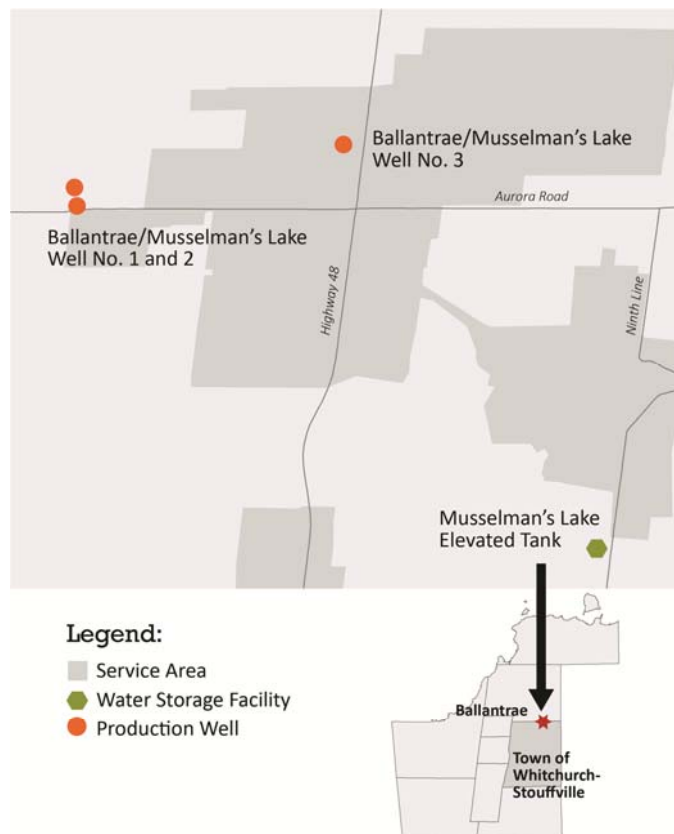 Ballantrae/Musselman's Lake
Well No. 3
Aurora Road
Ballantrae/Musselman's Lake
Well No. 1 and 2
Highway 48
Ninth Line
Musselman's Lake
Elevated Tank
Legend:
Service Area
Water Storage Facility
Production Well
Ballantrae
Town of
Whitchurch-
Stouffville